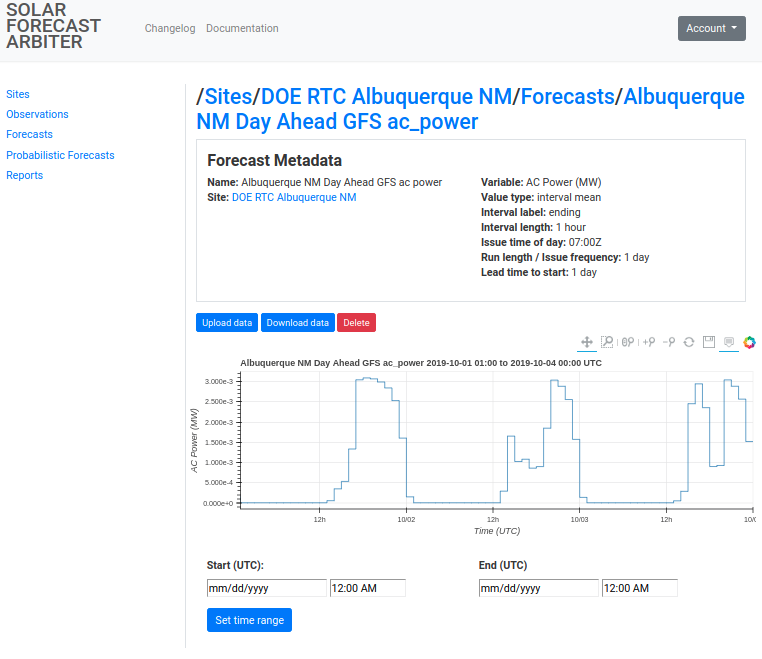 SOLAR
FORECAST
ARBITER
Changelog Documentation
Account
Sites
Observations
Forecasts
Probabilistic Forecasts
Reports
/Sites/DOE RTC Albuquerque NM/Forecasts/Albuquerque
NM Day Ahead GFS ac_power
Forecast Metadata
Name: Albuquerque NM Day Ahead GFS ac power
Site: DOE RTC Albuquerque NM
Variable: AC Power (MW)
Value type: interval mean
Interval label: ending
Interval length: 1 hour
Issue time of day: 07:00Z
Run length / Issue frequency: 1 day
Lead time to start: 1 day
Upload data Download data Delete
Albuquerque NM Day Ahead GFS ac_power 2019-10-01 01:00 to 2019-10-04 00:00 UTC
AC Power (MW)
3.000e-3
2.500e-3
2.000e-3
1.500e-3
1.000e-3
5.000e-4
0.000e+0
12h 10/02 12h 10/03 12h
Time (UTC)
Start (UTC): End (UTC)
mm/dd/yyyy 12:00 AM mm/dd/yyyy 12:00 AM
Set time range